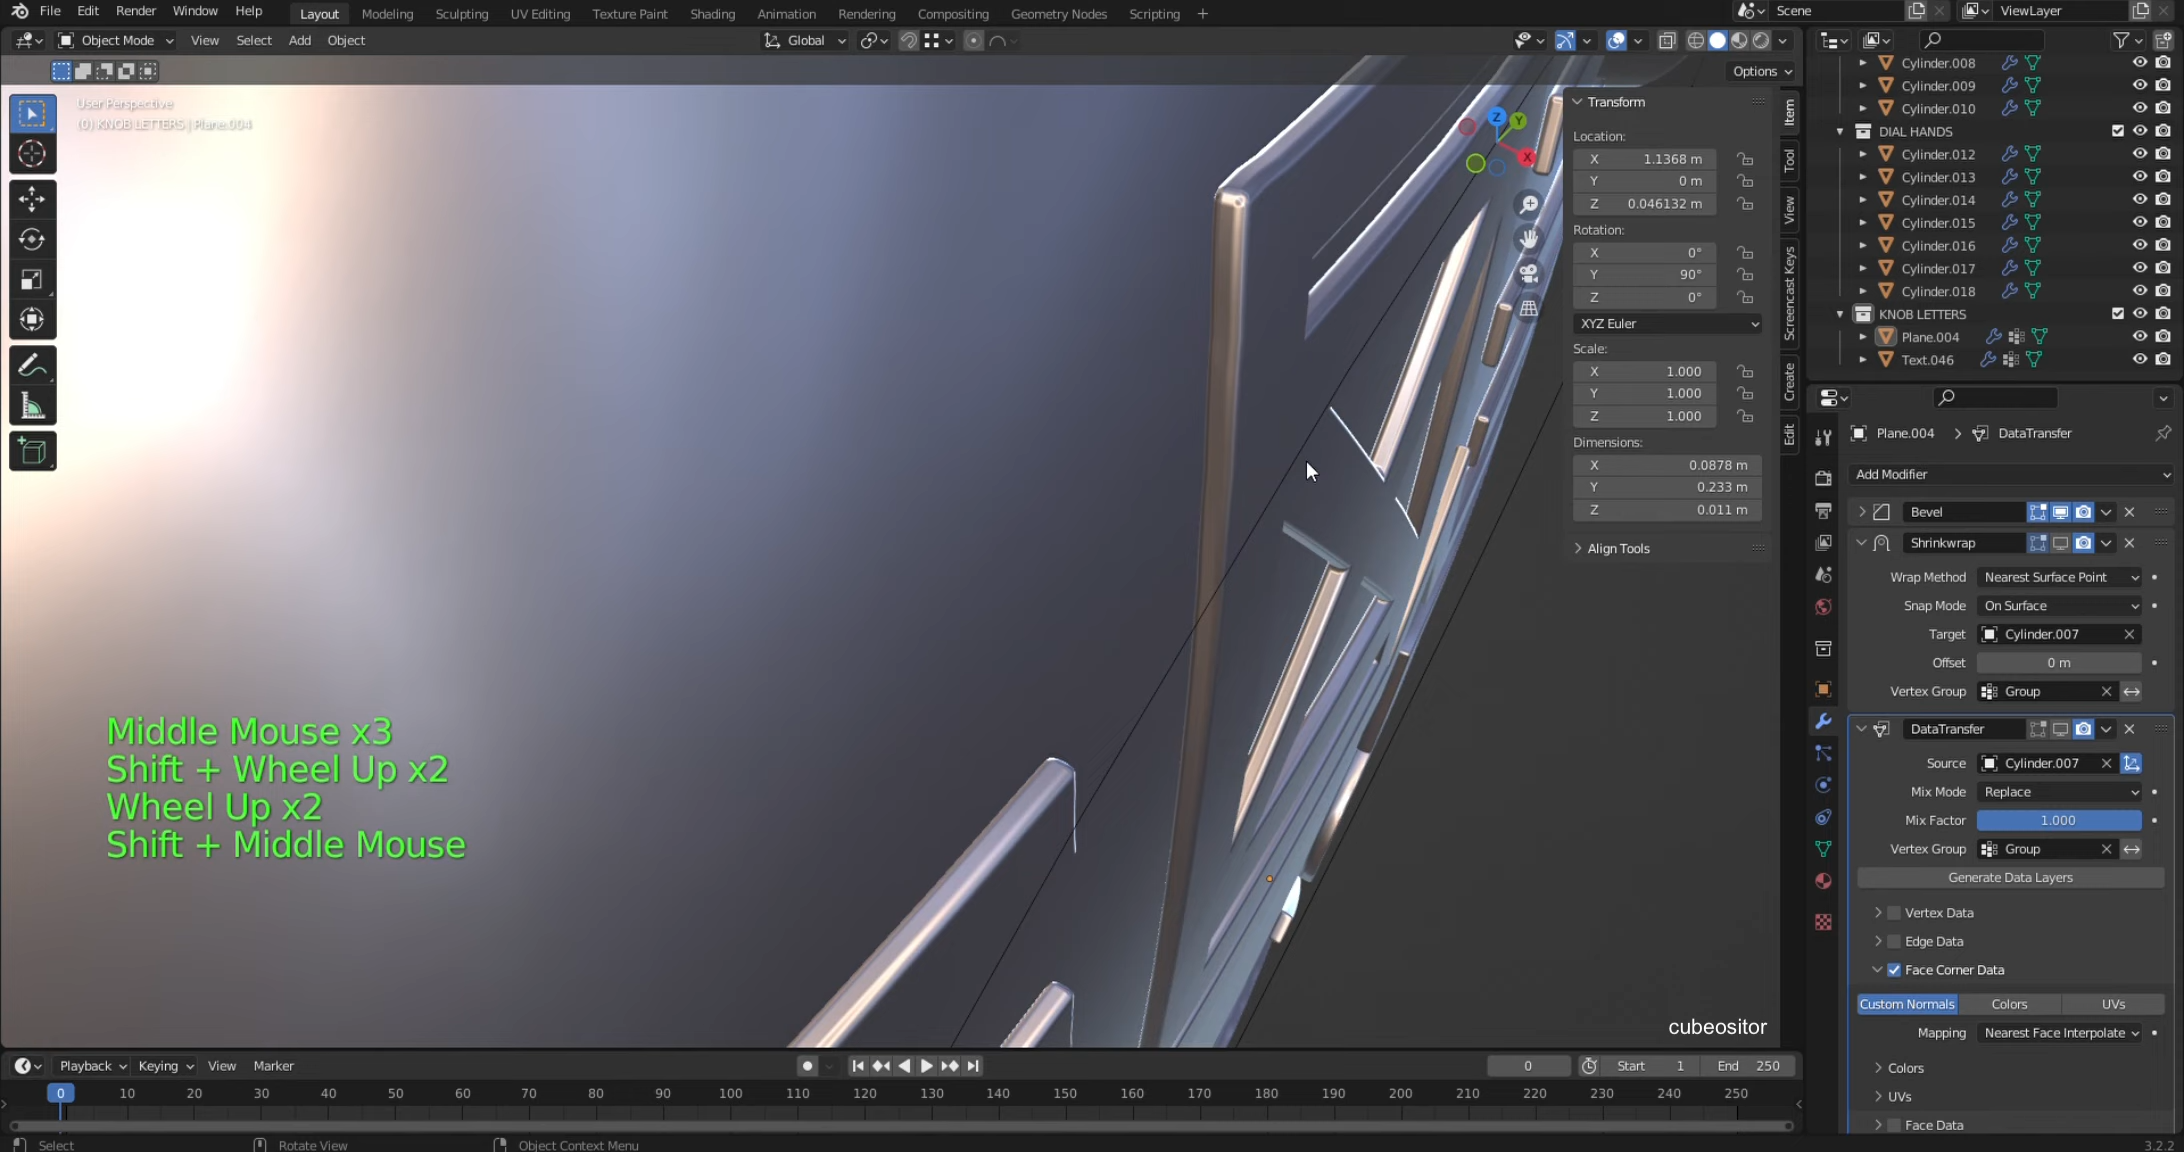 File Edit Render Window Help Layout Modeling Sculpting UV Editing Texture Paint Shading Animation Rendering Compositing Geometry Nodes Scripting + Scene ViewLayer
Object Mode View Select Add Object Global
Options
User Perspective
(0) KNOB LETTERS | Plane.004
Transform
Location:
X 1.1368 m
Y 0 m
Z 0.046132 m
Rotation:
X 0°
Y 90°
Z 0°
XYZ Euler
Scale:
X 1.000
Y 1.000
Z 1.000
Dimensions:
X 0.0878 m
Y 0.233 m
Z 0.011 m
Align Tools
Z Y X
Item
Tool
View
Screencast Keys
Create
Edit
Cylinder.008
Cylinder.009
Cylinder.010
DIAL HANDS
Cylinder.012
Cylinder.013
Cylinder.014
Cylinder.015
Cylinder.016
Cylinder.017
Cylinder.018
KNOB LETTERS
Plane.004
Text.046
Plane.004 > DataTransfer
Add Modifier
Bevel
Shrinkwrap
Wrap Method Nearest Surface Point
Snap Mode On Surface
Target Cylinder.007
Offset 0 m
Vertex Group Group
DataTransfer
Source Cylinder.007
Mix Mode Replace
Mix Factor 1.000
Vertex Group Group
Generate Data Layers
Vertex Data
Edge Data
Face Corner Data
Custom Normals Colors UVs
Mapping Nearest Face Interpolate
Colors
UVs
Face Data
Middle Mouse x3
Shift + Wheel Up x2
Wheel Up x2
Shift + Middle Mouse
cubeositor
Playback Keying View Marker 0 Start 1 End 250
0 10 20 30 40 50 60 70 80 90 100 110 120 130 140 150 160 170 180 190 200 210 220 230 240 250
Select Rotate View Object Context Menu 3.2.2